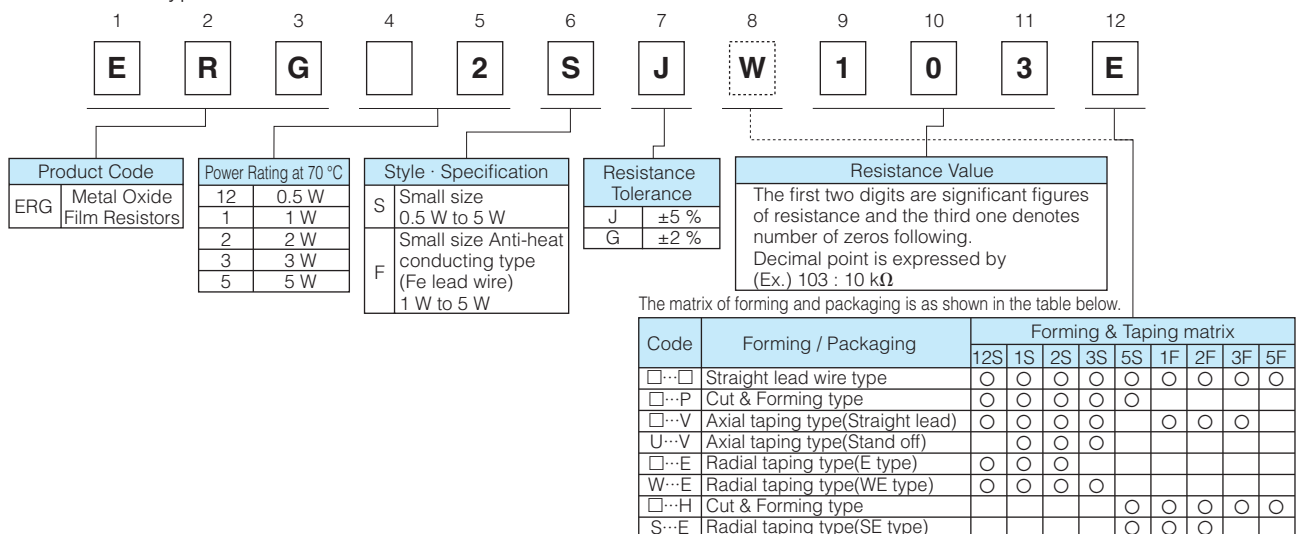 1 2 3 4 5 6 7 8 9 10 11 12
E R G 2 S J W 1 0 3 E
Product Code
ERG Metal Oxide
Film Resistors
Power Rating at 70 °C
12 0.5 W
1 1 W
2 2 W
3 3 W
5 5 W
Style · Specification
S Small size
0.5 W to 5 W
F Small size Anti-heat
conducting type
(Fe lead wire)
1 W to 5 W
Resistance
Tolerance
J ±5 %
G ±2 %
Resistance Value
The first two digits are significant figures
of resistance and the third one denotes
number of zeros following.
Decimal point is expressed by
(Ex.) 103 : 10 kΩ
The matrix of forming and packaging is as shown in the table below.
Code Forming / Packaging Forming & Taping matrix
12S 1S 2S 3S 5S 1F 2F 3F 5F
□···□ Straight lead wire type ○ ○ ○ ○ ○ ○ ○ ○ ○
□···P Cut & Forming type ○ ○ ○ ○ ○
□···V Axial taping type(Straight lead) ○ ○ ○ ○ ○ ○ ○
U···V Axial taping type(Stand off) ○ ○ ○
□···E Radial taping type(E type) ○ ○ ○
W···E Radial taping type(WE type) ○ ○ ○ ○
□···H Cut & Forming type ○ ○ ○ ○ ○
S···E Radial taping type(SE type) ○ ○ ○